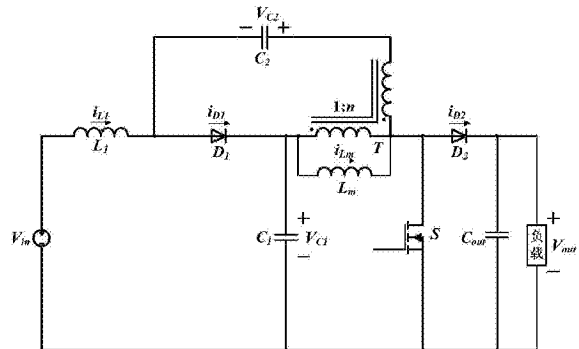 − V_C2 +
C_2
1:n
i_L1
i_D1
i_D2
L_1
D_1
i_Lm
T
D_2
L_m
V_in
C_1
+
V_C1
−
S
C_out
负载
+
V_out
−